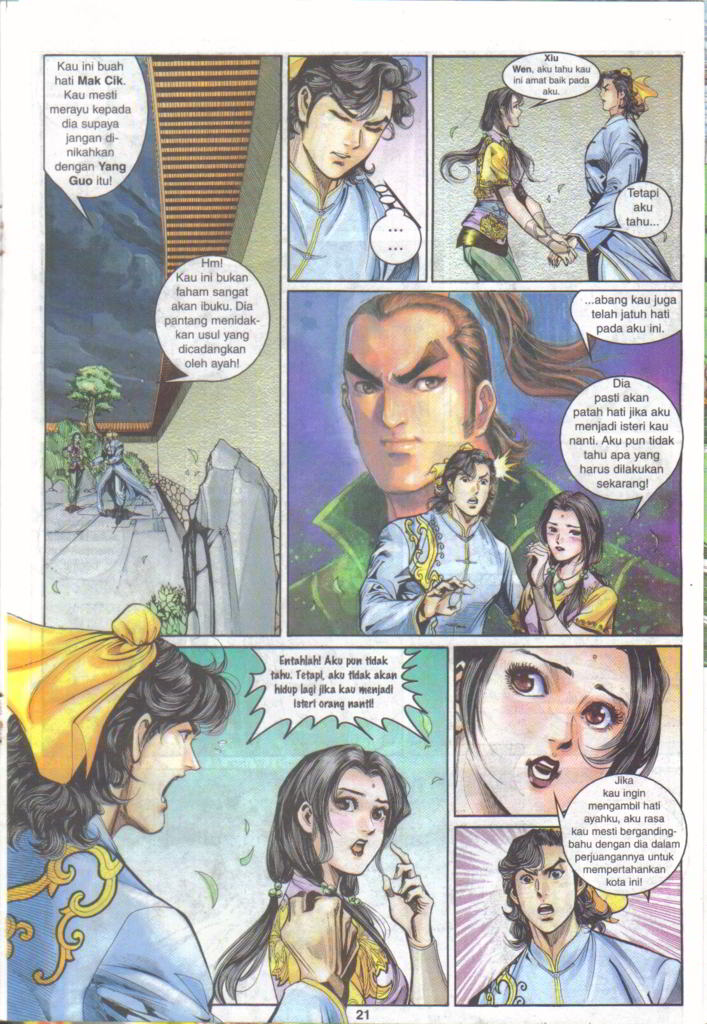 Kau ini buah
hati Mak Cik.
Kau mesti
merayu kepada
dia supaya
jangan di-
nikahkan
dengan Yang
Guo itu!
Hm!
Kau ini bukan
faham sangat
akan ibuku. Dia
pantang menidak-
kan usul yang
dicadangkan
oleh ayah!
...
...
Xiu
Wen, aku tahu kau
ini amat baik pada
aku.
Tetapi
aku
tahu...
...abang kau juga
telah jatuh hati
pada aku ini.
Dia
pasti akan
patah hati jika aku
menjadi isteri kau
nanti. Aku pun tidak
tahu apa yang
harus dilakukan
sekarang!
Entahlah! Aku pun tidak
tahu. Tetapi, aku tidak akan
hidup lagi jika kau menjadi
isteri orang nanti!
Jika
kau ingin
mengambil hati
ayahku, aku rasa
kau mesti berganding-
bahu dengan dia dalam
perjuangannya untuk
mempertahankan
kota ini!
21